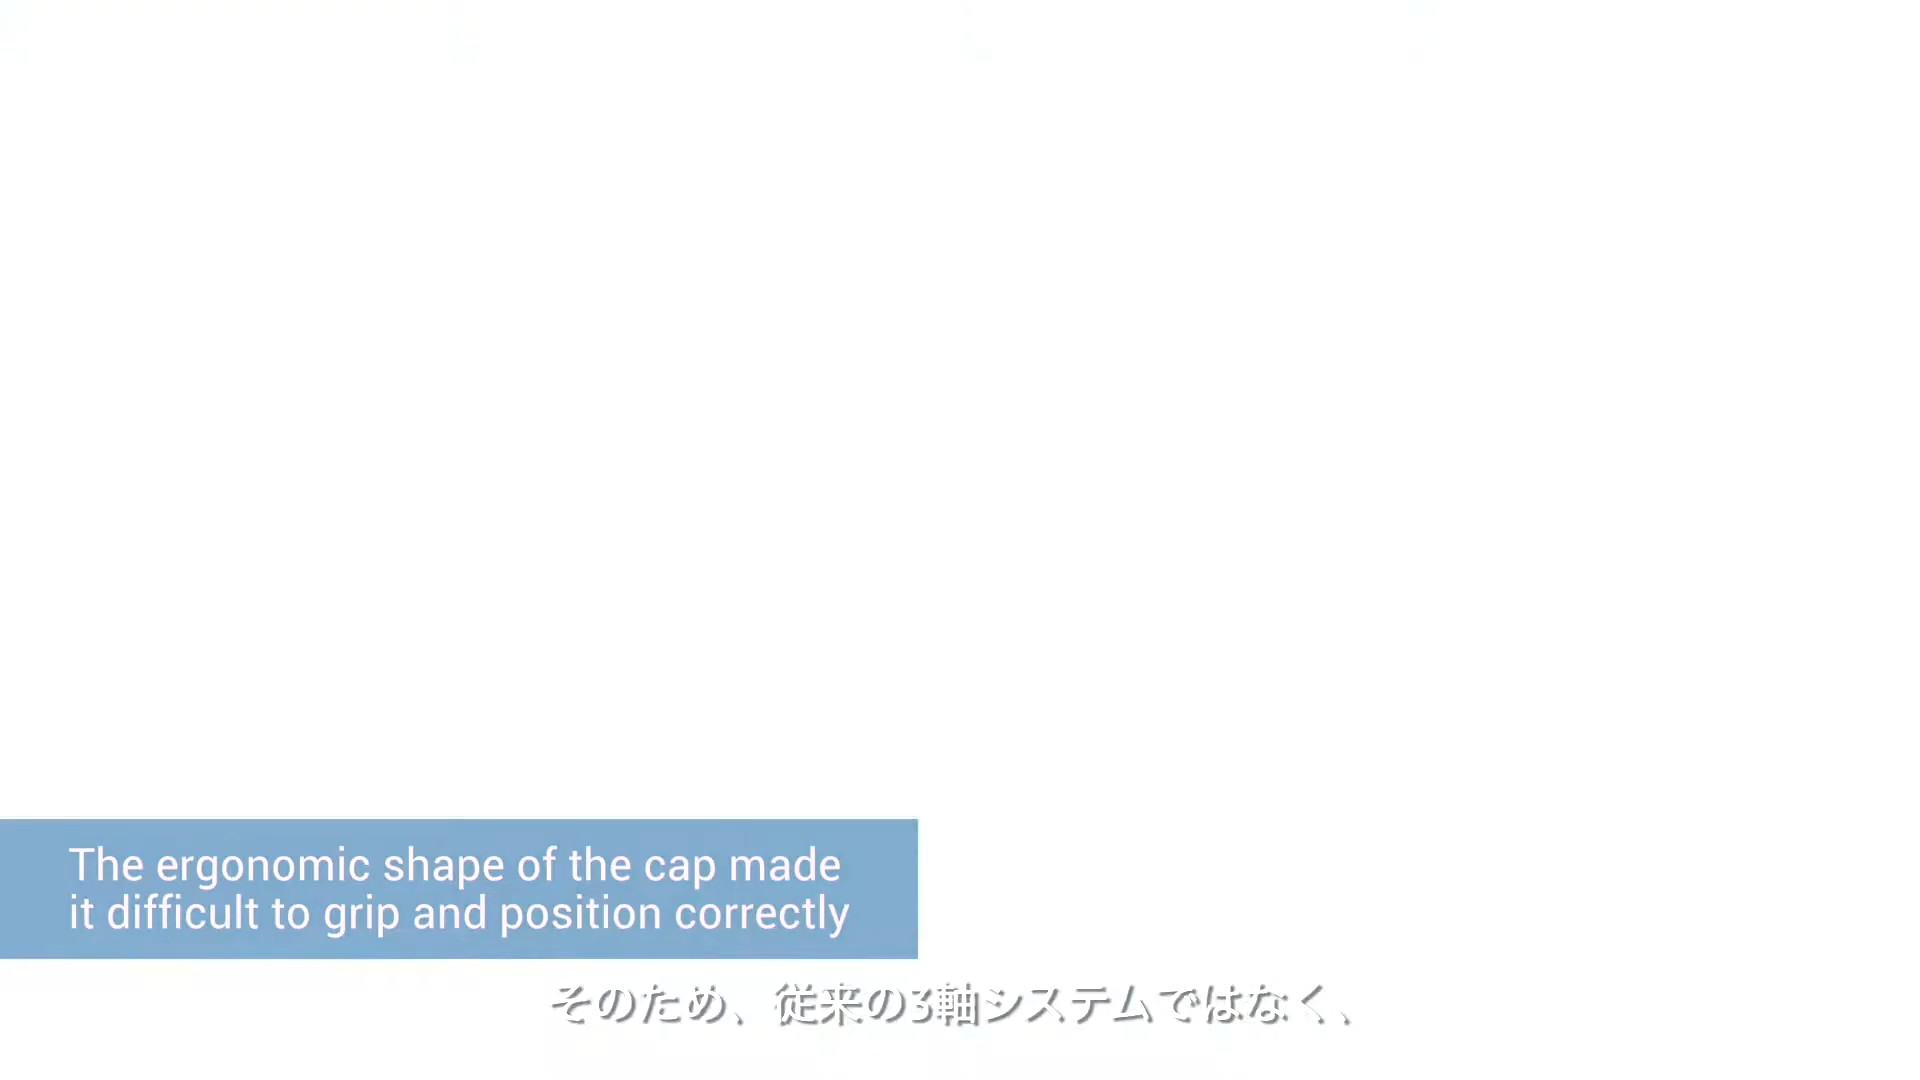 The ergonomic shape of the cap made
it difficult to grip and position correctly
そのため、従来の3軸システムではなく、